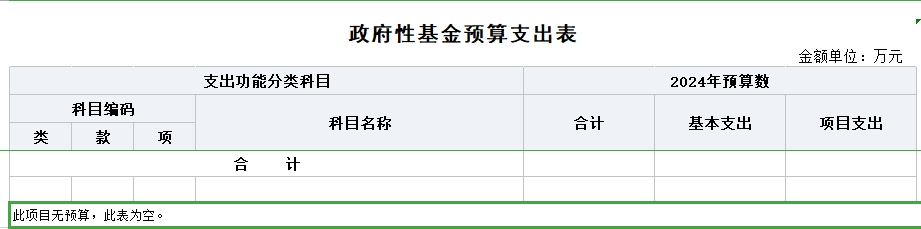 政府性基金预算支出表
金额单位：万元
支出功能分类科目 2024年预算数
科目编码 科目名称 合计 基本支出 项目支出
类 款 项
合 计
此项目无预算，此表为空。